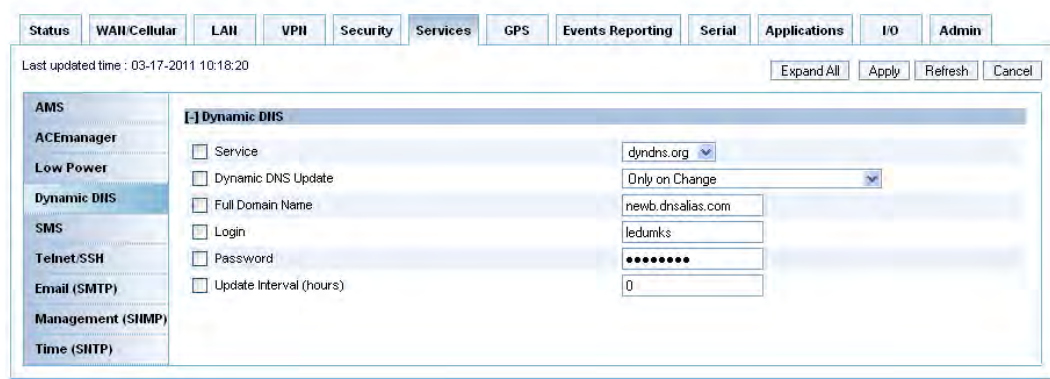 Status WAN/Cellular LAN VPN Security Services GPS Events Reporting Serial Applications I/O Admin
Last updated time : 03-17-2011 10:18:20
Expand All Apply Refresh Cancel
AMS
ACEmanager
Low Power
Dynamic DNS
SMS
Telnet/SSH
Email (SMTP)
Management (SNMP)
Time (SNTP)
[-] Dynamic DNS
Service dyndns.org
Dynamic DNS Update Only on Change
Full Domain Name newb.dnsalias.com
Login ledumks
Password ●●●●●●●●
Update Interval (hours) 0